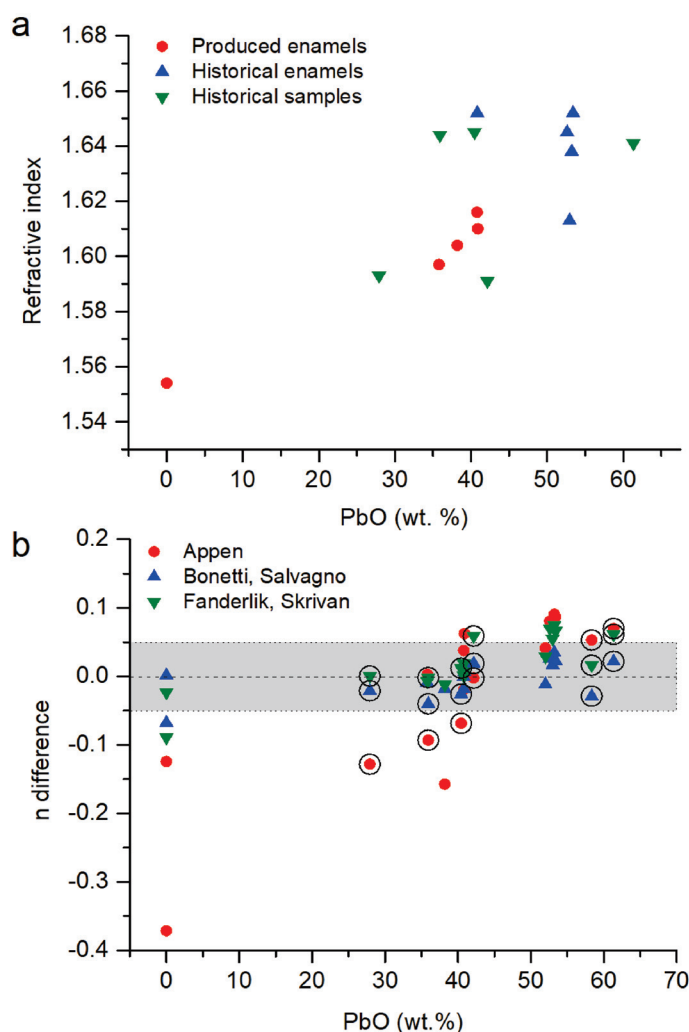 a
Produced enamels
Historical enamels
Historical samples
Refractive index
1.68
1.66
1.64
1.62
1.60
1.58
1.56
1.54
0 10 20 30 40 50 60
PbO (wt. %)
b
Appen
Bonetti, Salvagno
Fanderlik, Skrivan
n difference
0.2
0.1
0.0
-0.1
-0.2
-0.3
-0.4
0 10 20 30 40 50 60 70
PbO (wt.%)